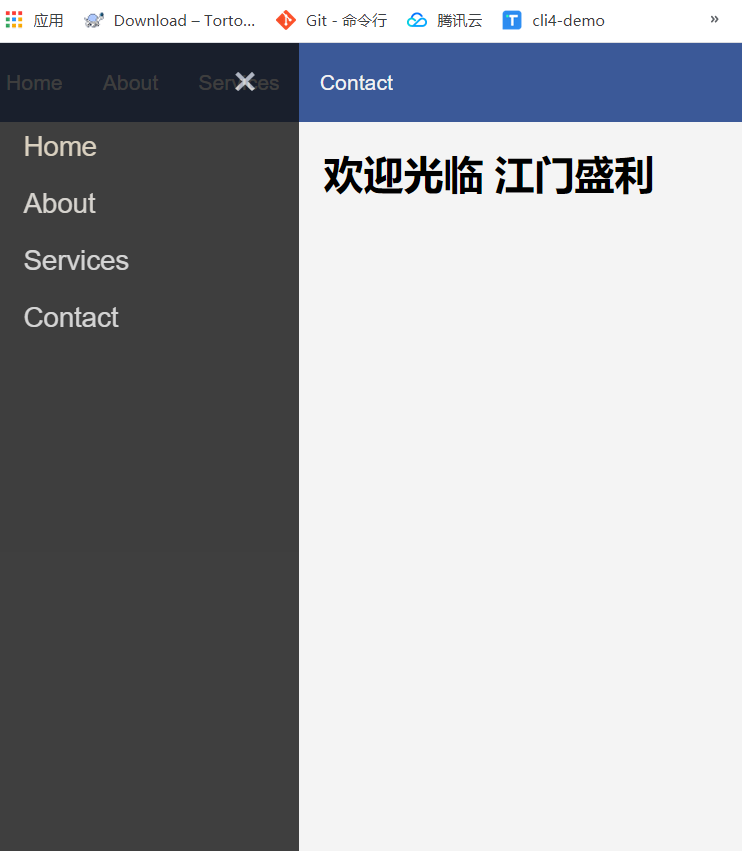 应用 Download – Torto... Git - 命令行 腾讯云 cli4-demo »
Home About Services × Contact
Home
欢迎光临 江门盛利
About
Services
Contact